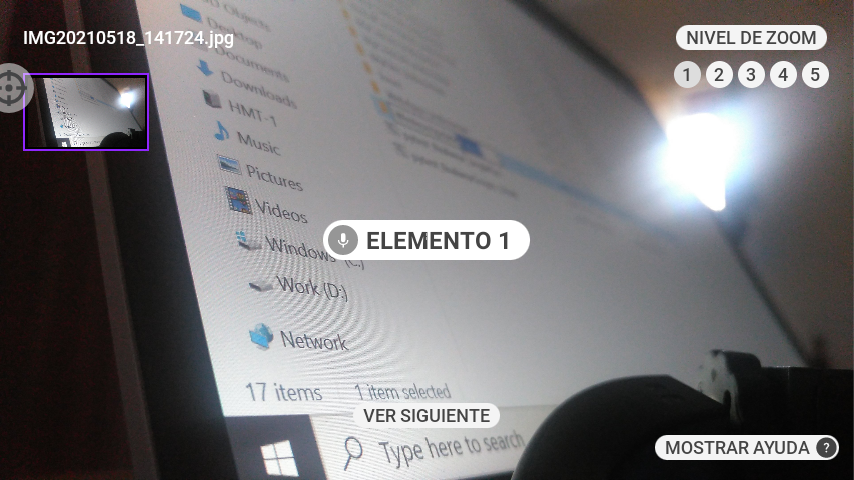 IMG20210518_141724.jpg
NIVEL DE ZOOM
1 2 3 4 5
3D Objects
Desktop
Documents
Downloads
HMT-1
Music
Pictures
Videos
ELEMENTO 1
Windows (C:)
Work (D:)
Network
17 items 1 item selected
VER SIGUIENTE
Type here to search
MOSTRAR AYUDA ?